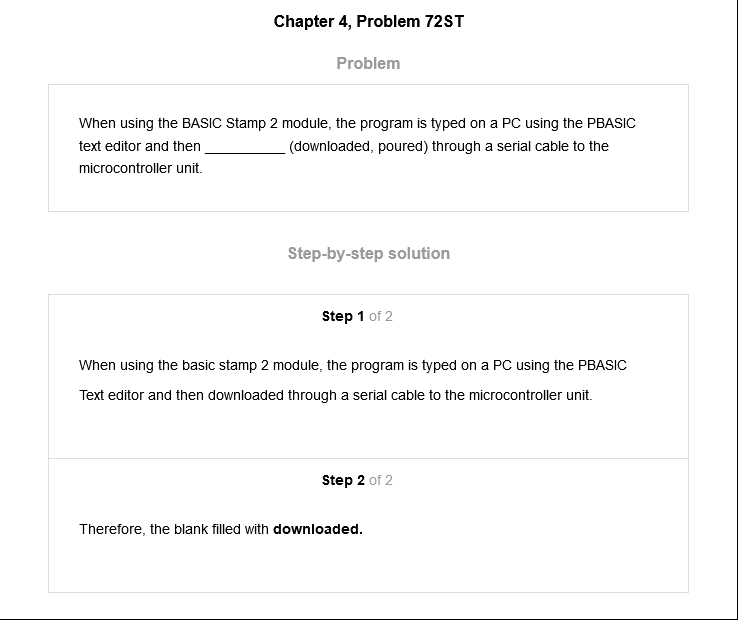 Chapter 4, Problem 72ST
Problem
When using the BASIC Stamp 2 module, the program is typed on a PC using the PBASIC
text editor and then __________ (downloaded, poured) through a serial cable to the
microcontroller unit.
Step-by-step solution
Step 1 of 2
When using the basic stamp 2 module, the program is typed on a PC using the PBASIC
Text editor and then downloaded through a serial cable to the microcontroller unit.
Step 2 of 2
Therefore, the blank filled with downloaded.